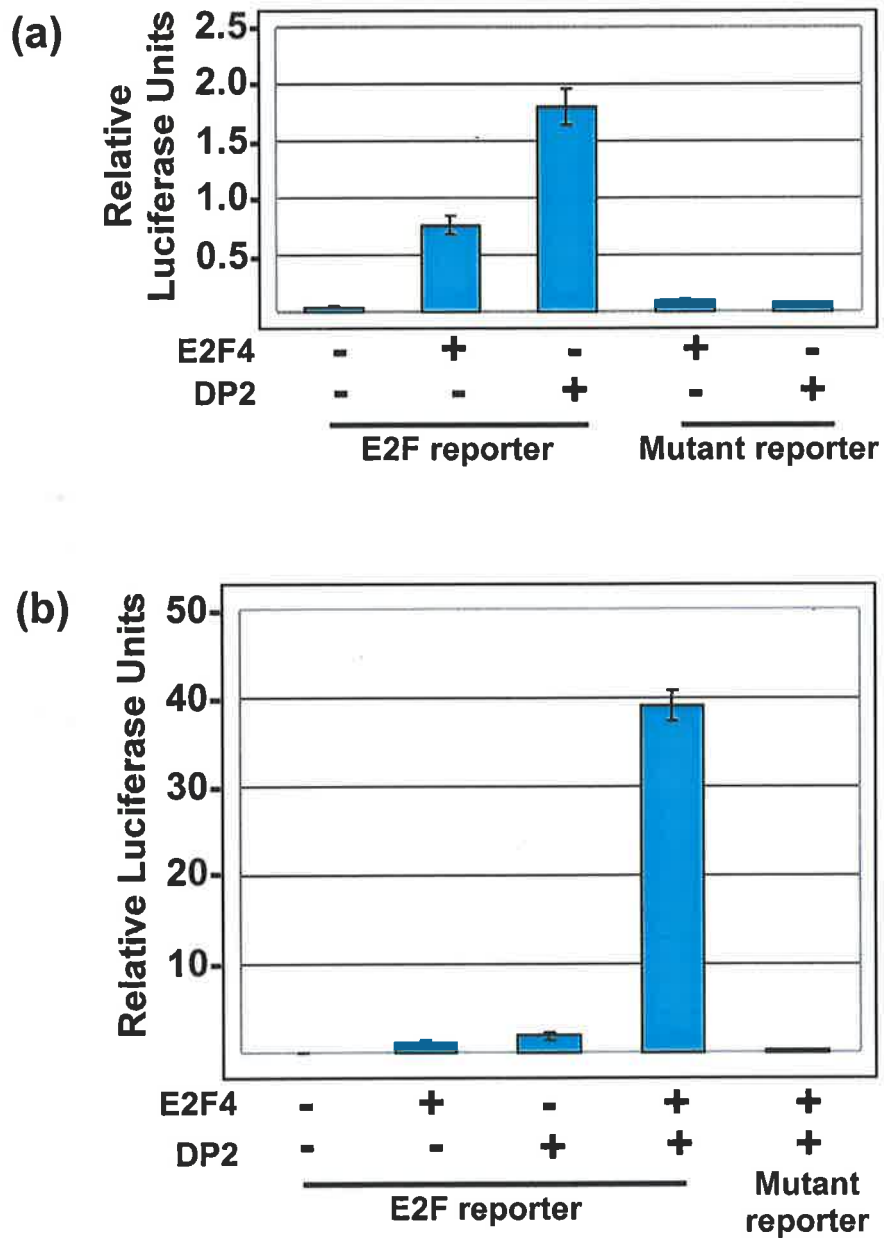 (a)
Relative
Luciferase Units
2.5
2.0
1.5
1.0
0.5
E2F4 - + - + -
DP2 - - + - +
E2F reporter Mutant reporter
(b)
Relative Luciferase Units
50
40
30
20
10
E2F4 - + - + +
DP2 - - + + +
E2F reporter
Mutant
reporter